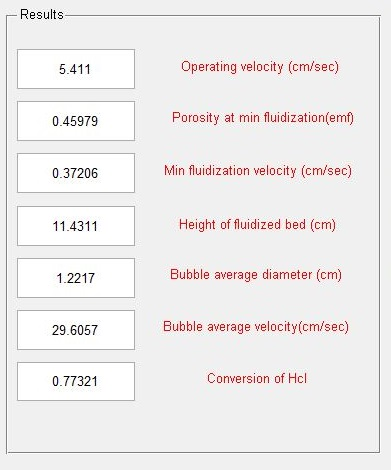 Results
5.411 Operating velocity (cm/sec)
0.45979 Porosity at min fluidization(emf)
0.37206 Min fluidization velocity (cm/sec)
11.4311 Height of fluidized bed (cm)
1.2217 Bubble average diameter (cm)
29.6057 Bubble average velocity(cm/sec)
0.77321 Conversion of Hcl